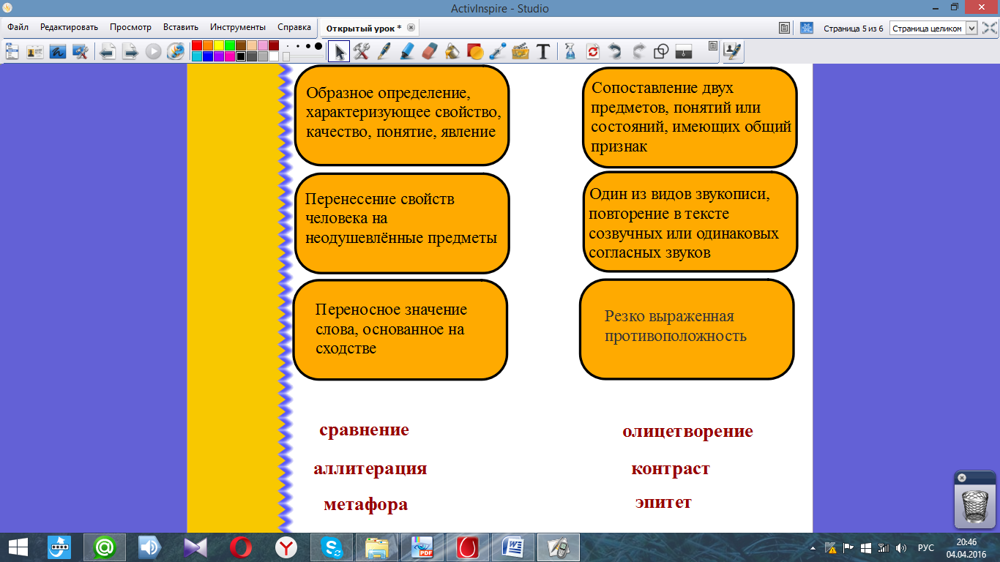 ActivInspire - Studio
Файл Редактировать Просмотр Вставить Инструменты Справка
Открытый урок *
Страница 5 из 6
Страница целиком
Образное определение,
характеризующее свойство,
качество, понятие, явление
Сопоставление двух
предметов, понятий или
состояний, имеющих общий
признак
Перенесение свойств
человека на
неодушевлённые предметы
Один из видов звукописи,
повторение в тексте
созвучных или одинаковых
согласных звуков
Переносное значение
слова, основанное на
сходстве
Резко выраженная
противоположность
сравнение
олицетворение
аллитерация
контраст
метафора
эпитет
PDF
РУС
20:46
04.04.2016